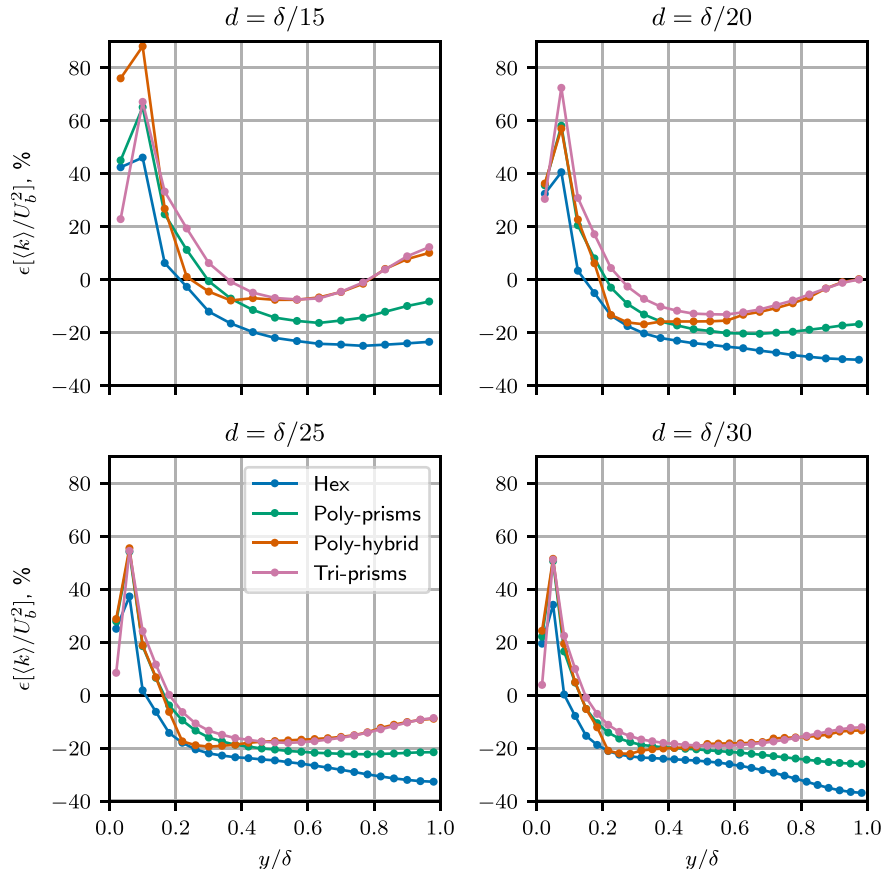 d = δ/15
d = δ/20
ϵ[⟨k⟩/U_b^2], %
80
60
40
20
0
−20
−40
80
60
40
20
0
−20
−40
d = δ/25
d = δ/30
ϵ[⟨k⟩/U_b^2], %
80
60
40
20
0
−20
−40
Hex
Poly-prisms
Poly-hybrid
Tri-prisms
80
60
40
20
0
−20
−40
0.0 0.2 0.4 0.6 0.8 1.0
0.0 0.2 0.4 0.6 0.8 1.0
y/δ
y/δ